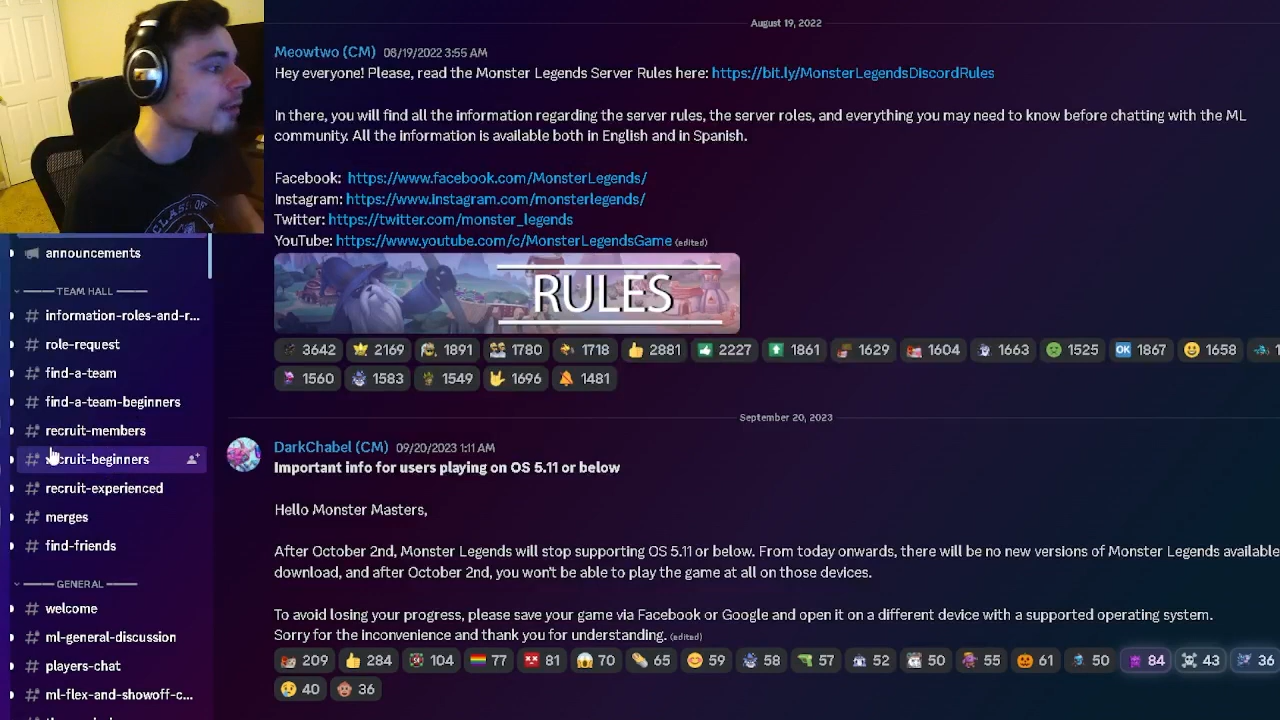 August 19, 2022
Meowtwo (CM) 08/19/2022 3:55 AM
Hey everyone! Please, read the Monster Legends Server Rules here: https://bit.ly/MonsterLegendsDiscordRules
In there, you will find all the information regarding the server rules, the server roles, and everything you may need to know before chatting with the ML
community. All the information is available both in English and in Spanish.
Facebook: https://www.facebook.com/MonsterLegends/
Instagram: https://www.instagram.com/monsterlegends/
Twitter: https://twitter.com/monster_legends
YouTube: https://www.youtube.com/c/MonsterLegendsGame (edited)
RULES
3642 2169 1891 1780 1718 2881 2227 1861 1629 1604 1663 1525 OK 1867 1658
1560 1583 1549 1696 1481
September 20, 2023
DarkChabel (CM) 09/20/2023 1:11 AM
Important info for users playing on OS 5.11 or below
Hello Monster Masters,
After October 2nd, Monster Legends will stop supporting OS 5.11 or below. From today onwards, there will be no new versions of Monster Legends available
download, and after October 2nd, you won't be able to play the game at all on those devices.
To avoid losing your progress, please save your game via Facebook or Google and open it on a different device with a supported operating system.
Sorry for the inconvenience and thank you for understanding. (edited)
209 284 104 77 81 70 65 59 58 57 52 50 55 61 50 84 43 36
40 36
CLASH OF
announcements
TEAM HALL
information-roles-and-r...
role-request
find-a-team
find-a-team-beginners
recruit-members
recruit-beginners
recruit-experienced
merges
find-friends
GENERAL
welcome
ml-general-discussion
players-chat
ml-flex-and-showoff-c...